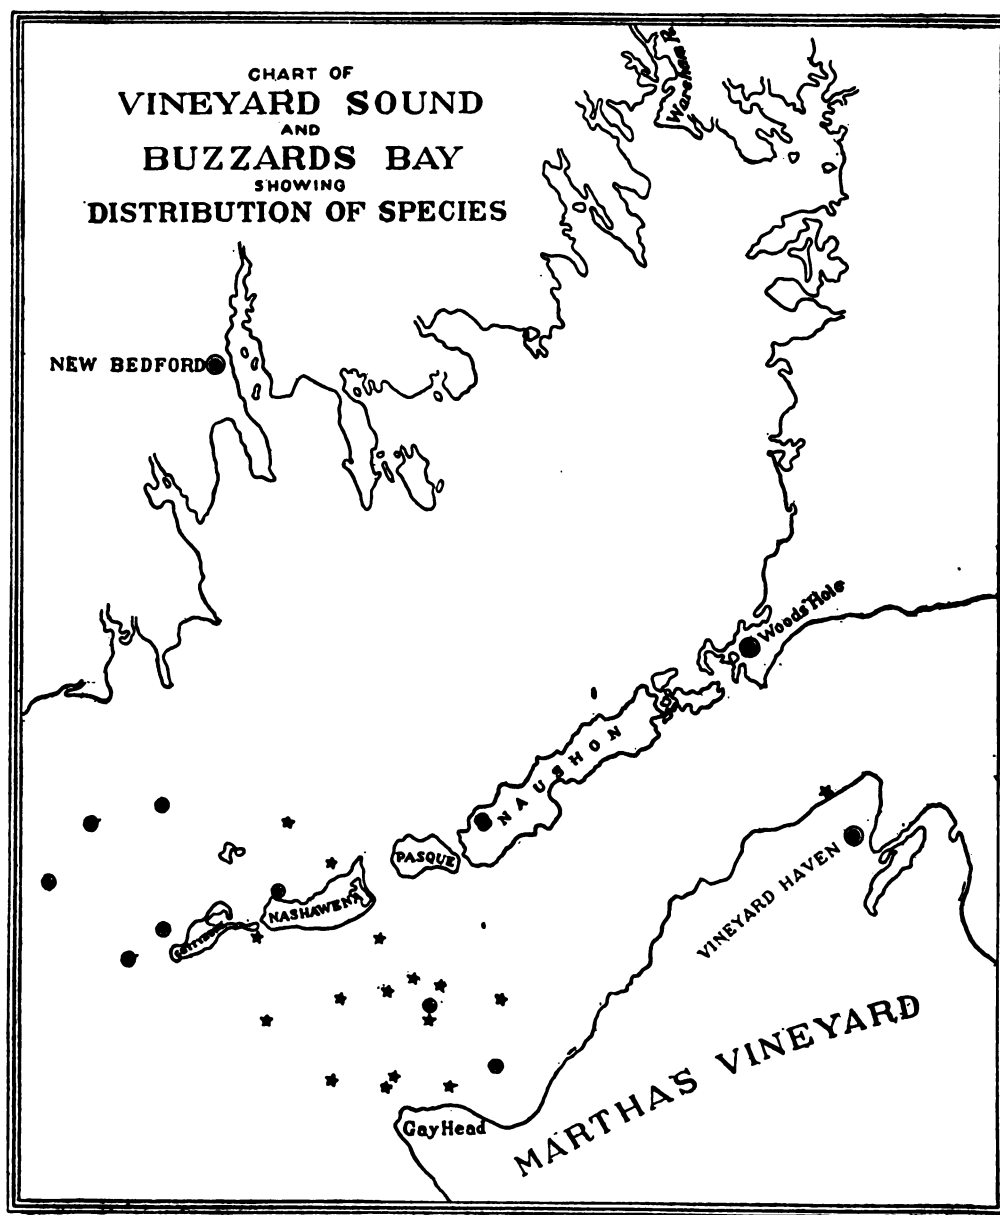 CHART OF
VINEYARD SOUND
AND
BUZZARDS BAY
SHOWING
DISTRIBUTION OF SPECIES
Wareham R.
NEW BEDFORD
Woods Hole
NAUSHON
PASQUE
NASHAWENA
VINEYARD HAVEN
MARTHAS VINEYARD
Gay Head